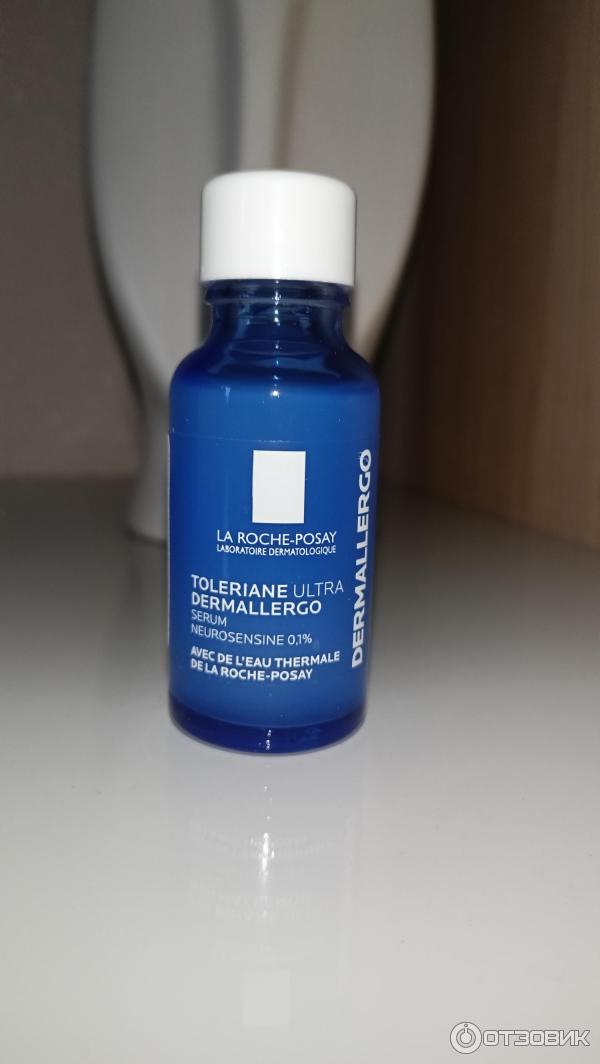 LA ROCHE-POSAY
LABORATOIRE DERMATOLOGIQUE
TOLERIANE ULTRA
DERMALLERGO
SERUM
NEUROSENSINE 0,1%
AVEC DE L'EAU THERMALE
DE LA ROCHE-POSAY
DERMALLERGO
ОТЗОВИК